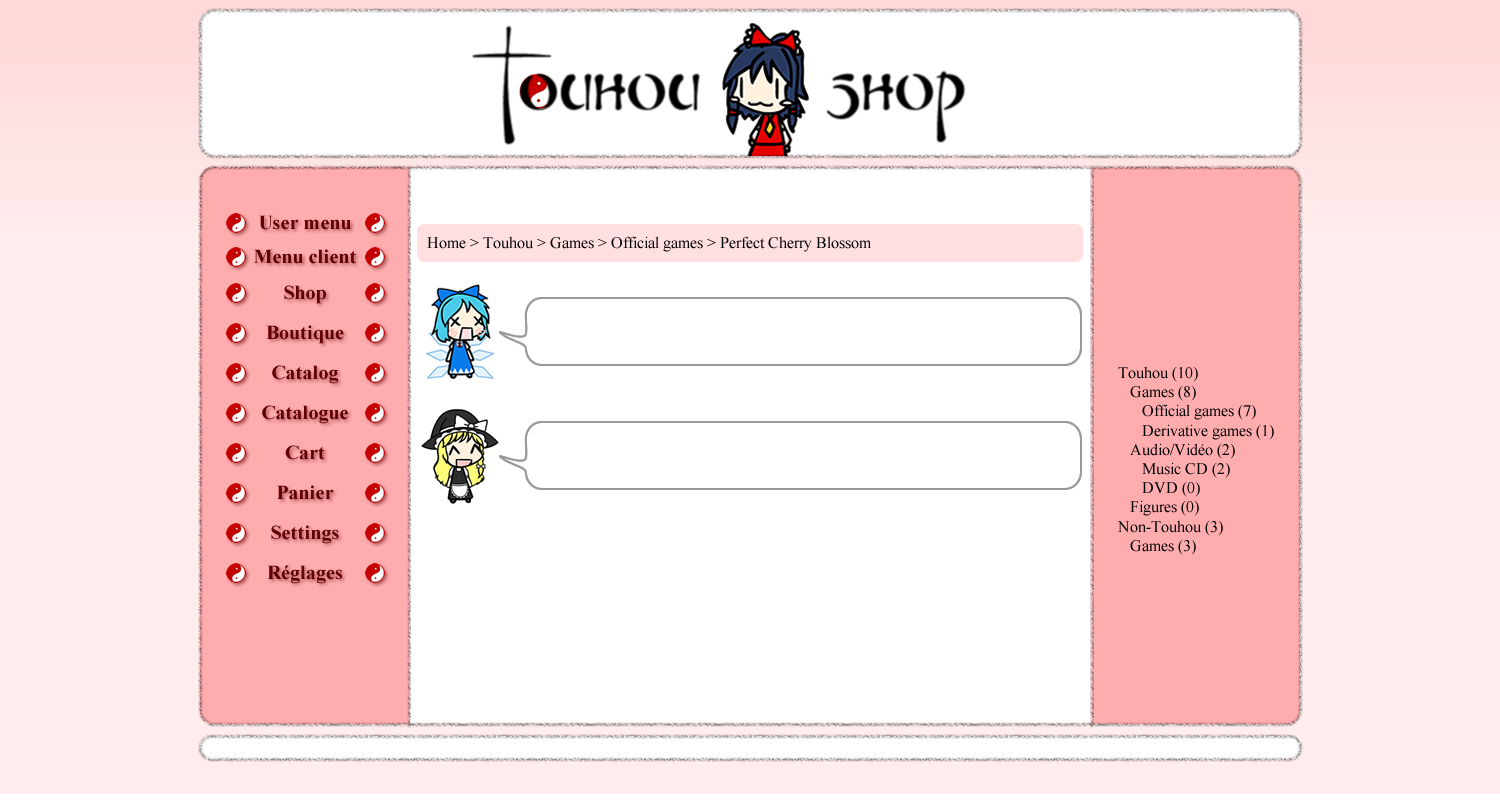 Touhou Shop
User menu
Menu client
Shop
Boutique
Catalog
Catalogue
Cart
Panier
Settings
Réglages
Home > Touhou > Games > Official games > Perfect Cherry Blossom
Touhou (10)
Games (8)
Official games (7)
Derivative games (1)
Audio/Vidéo (2)
Music CD (2)
DVD (0)
Figures (0)
Non-Touhou (3)
Games (3)